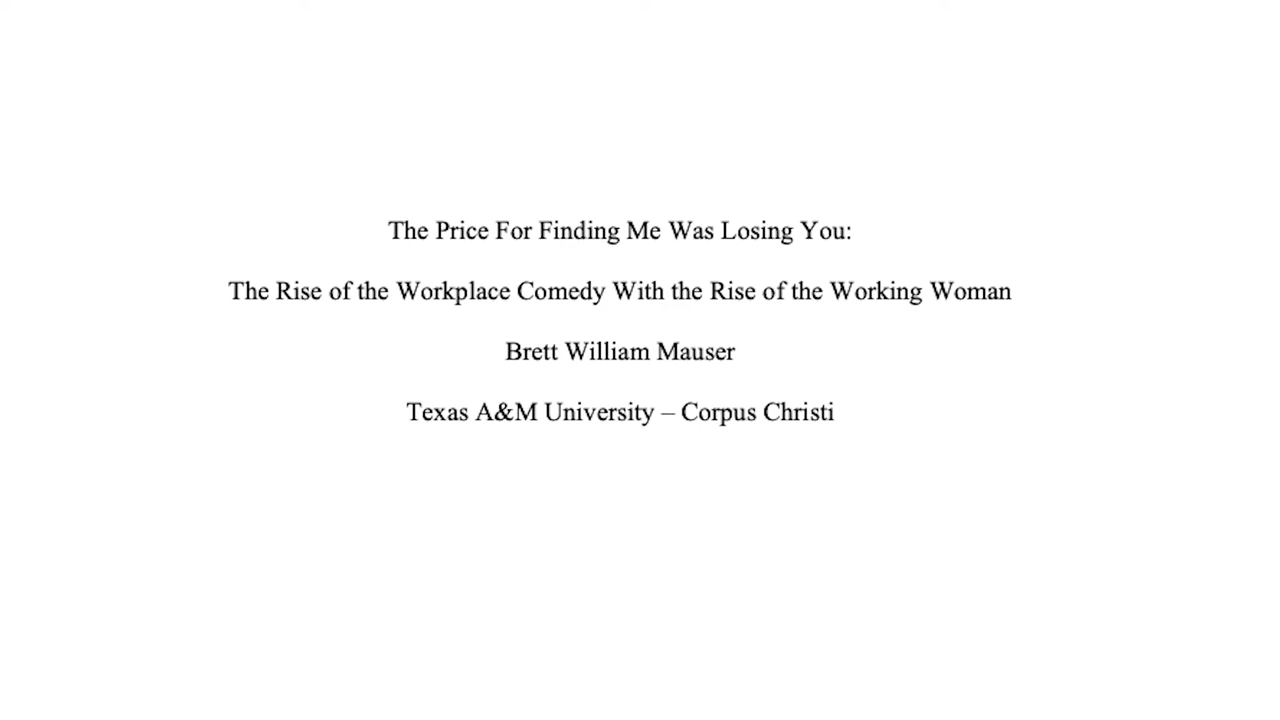 The Price For Finding Me Was Losing You:
The Rise of the Workplace Comedy With the Rise of the Working Woman
Brett William Mauser
Texas A&M University – Corpus Christi